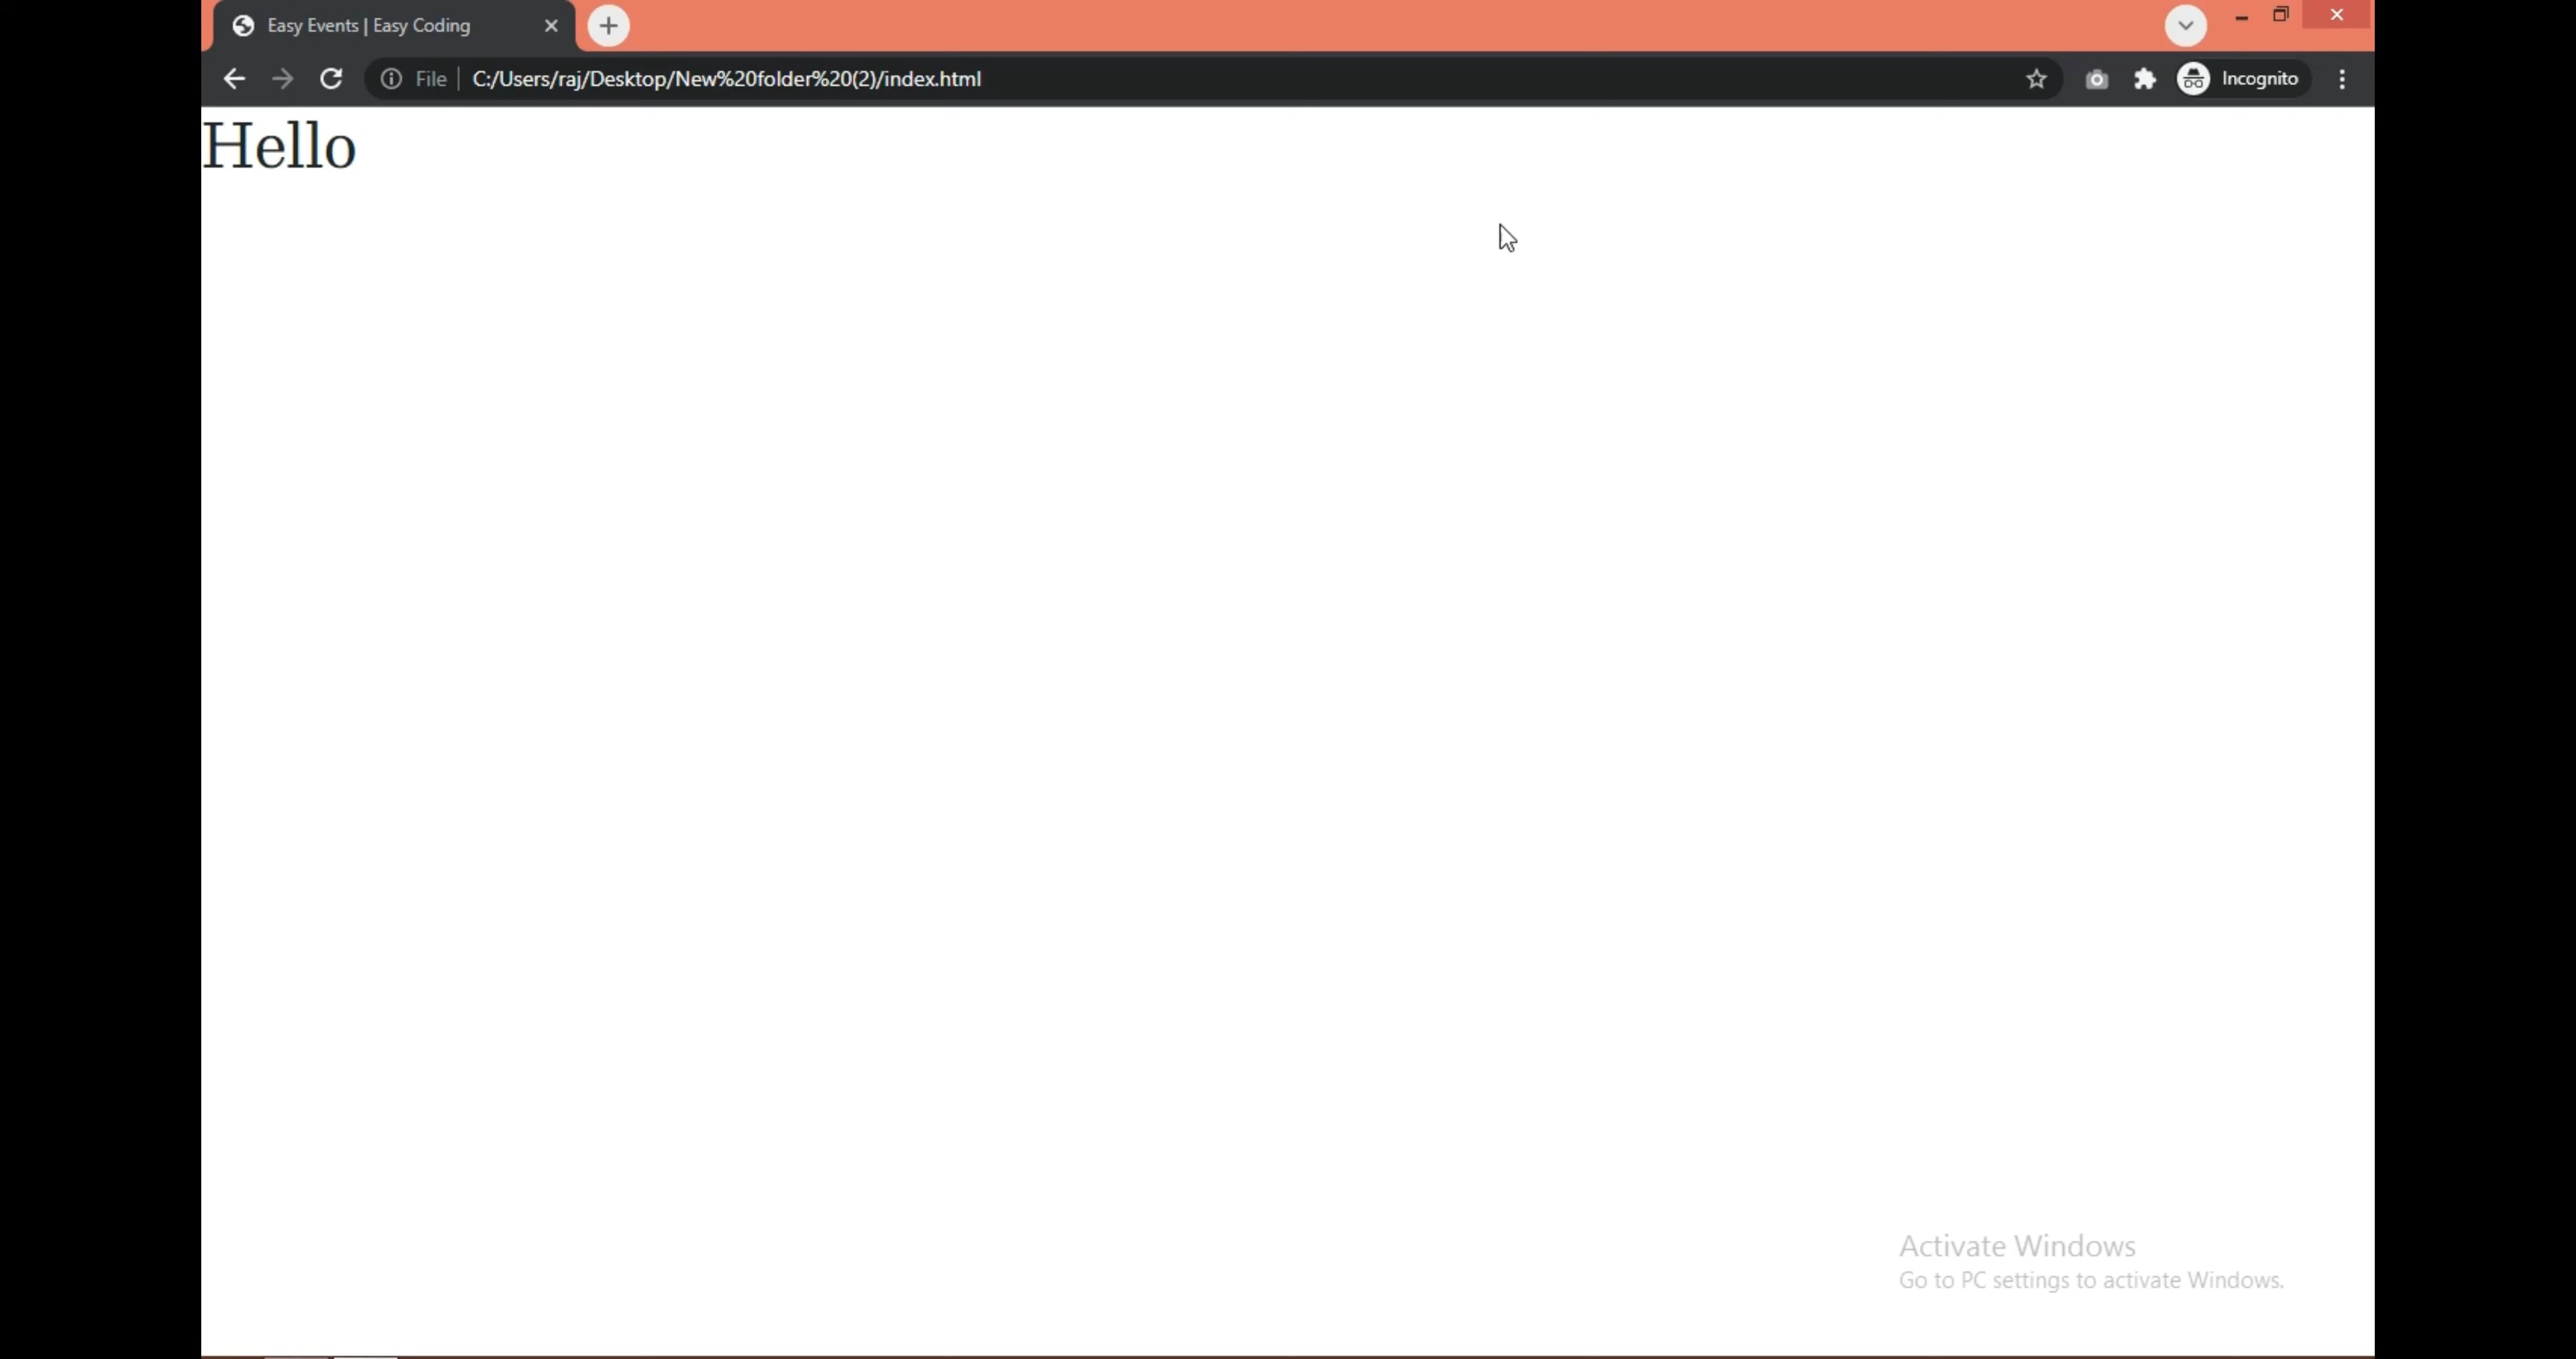 Easy Events | Easy Coding
File C:/Users/raj/Desktop/New%20folder%20(2)/index.html
Incognito
Hello
Activate Windows
Go to PC settings to activate Windows.